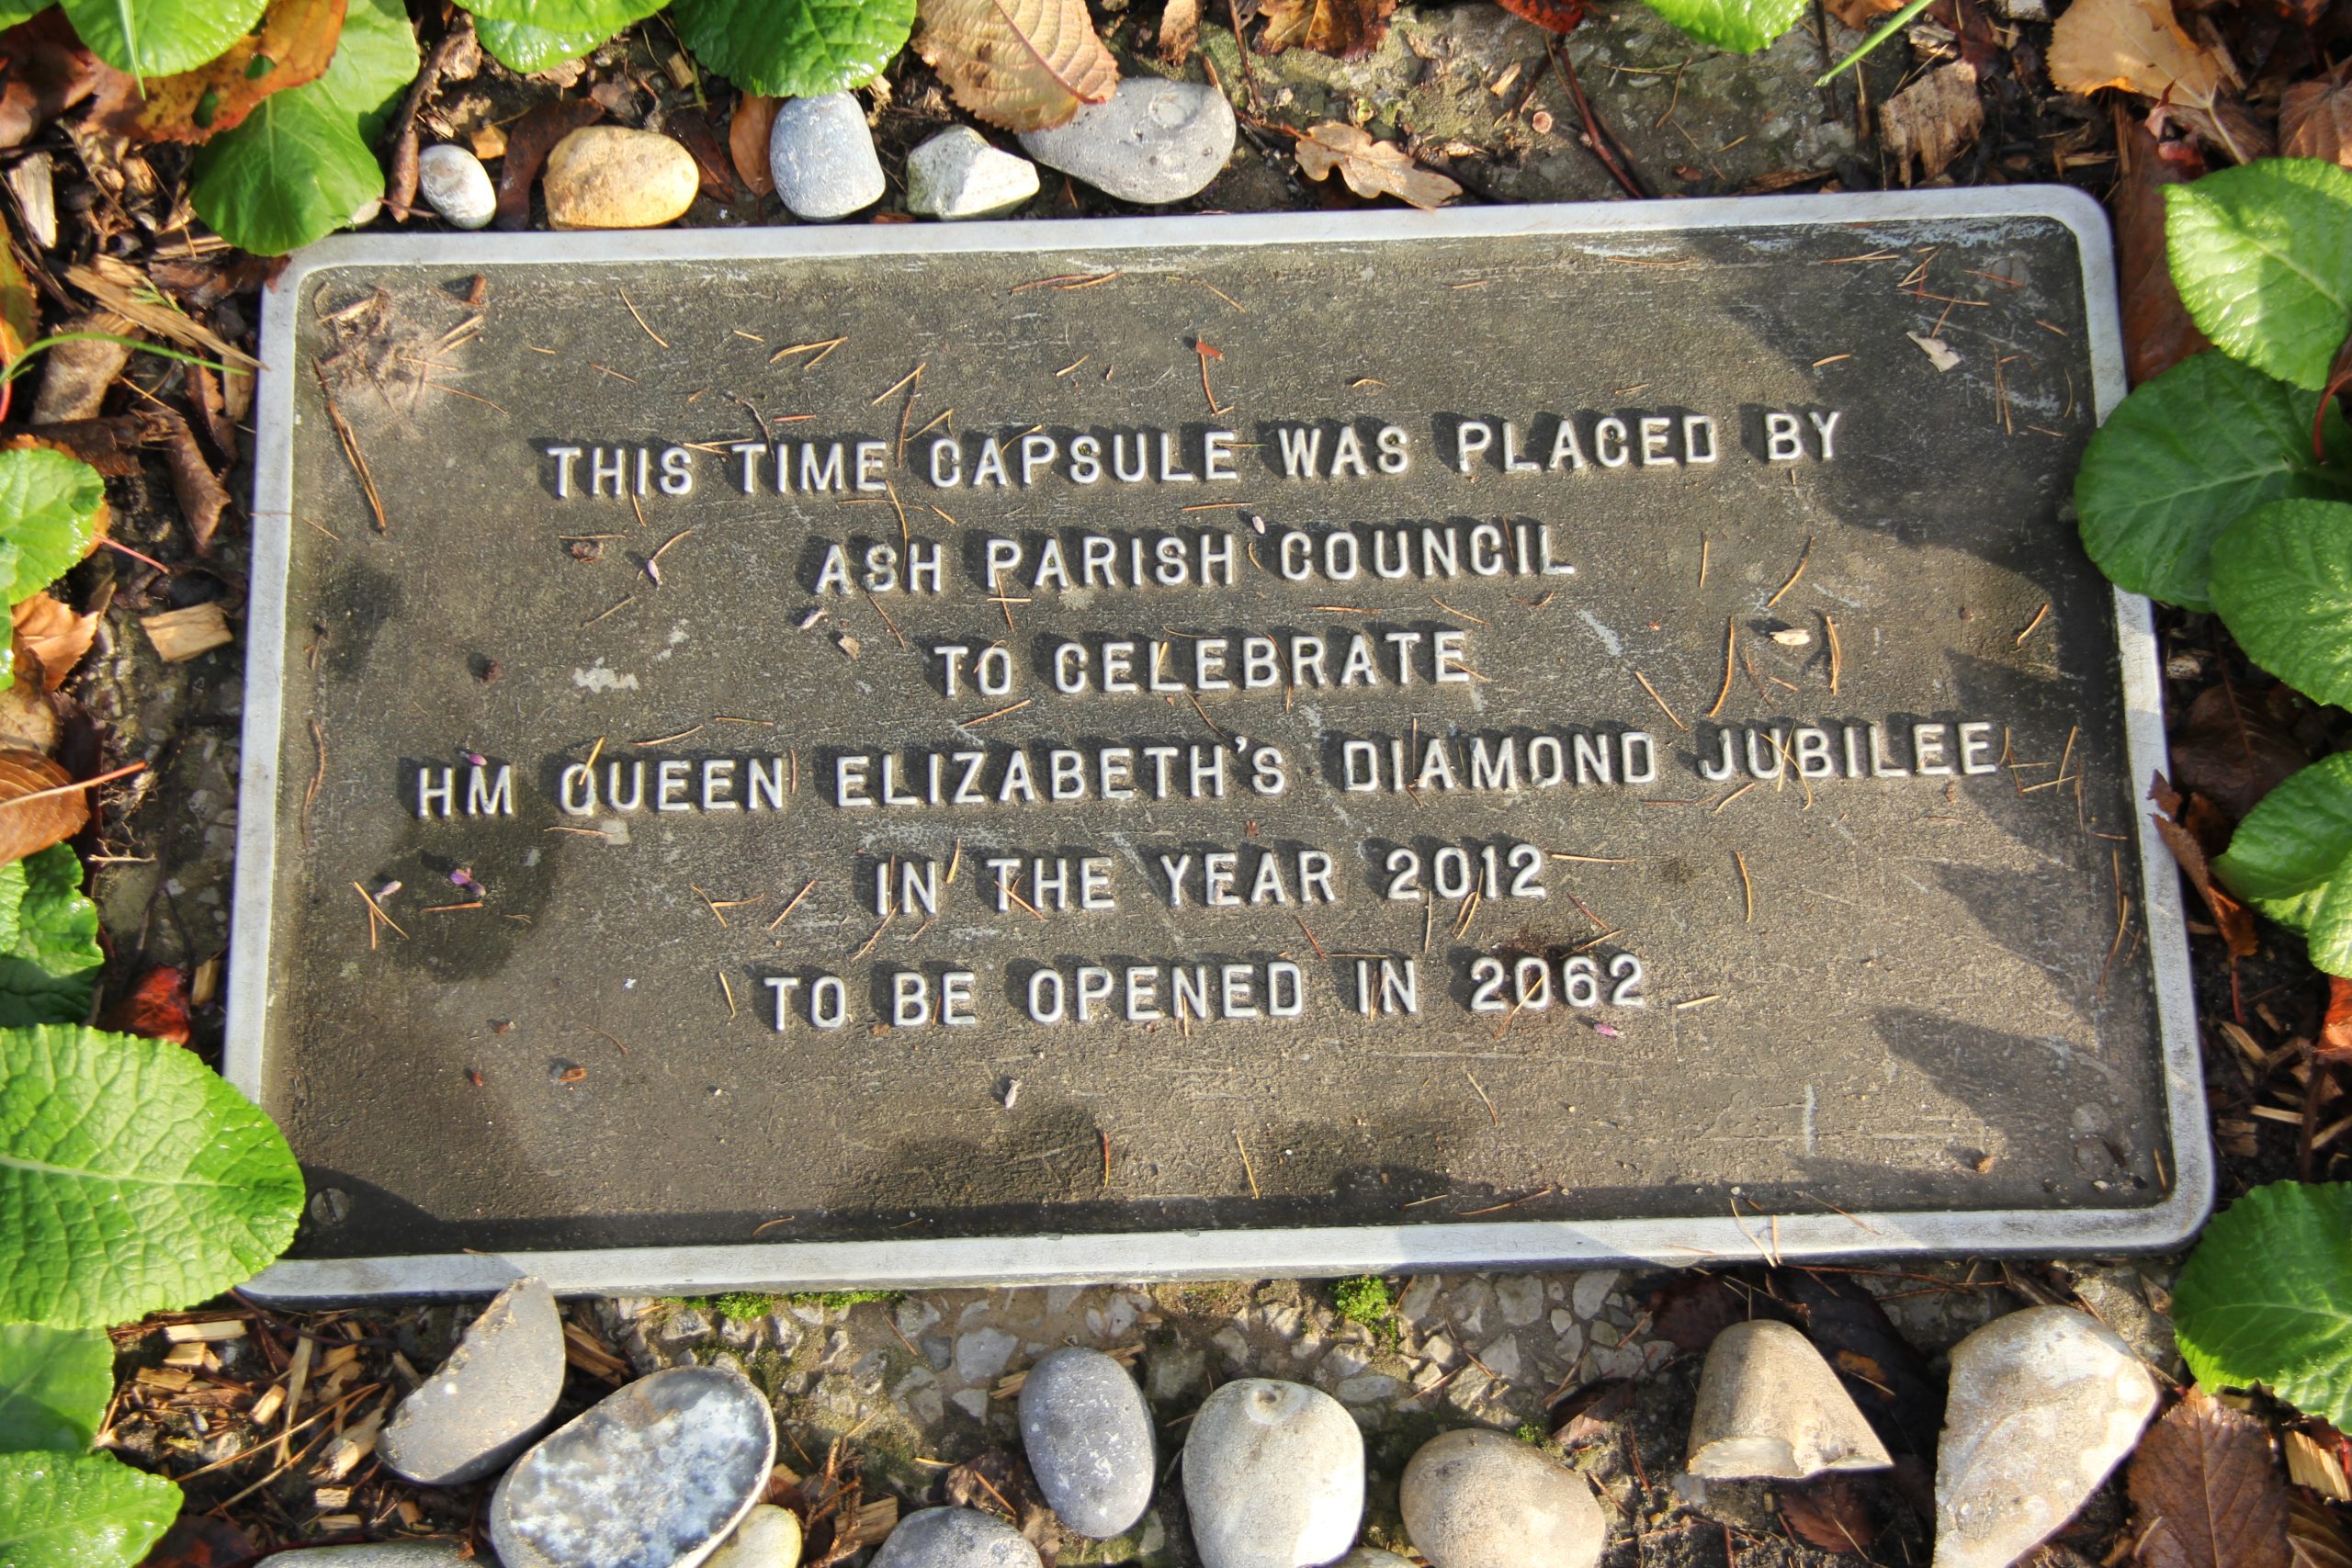 THIS TIME CAPSULE WAS PLACED BY
ASH PARISH COUNCIL
TO CELEBRATE
HM QUEEN ELIZABETH'S DIAMOND JUBILEE
IN THE YEAR 2012
TO BE OPENED IN 2062